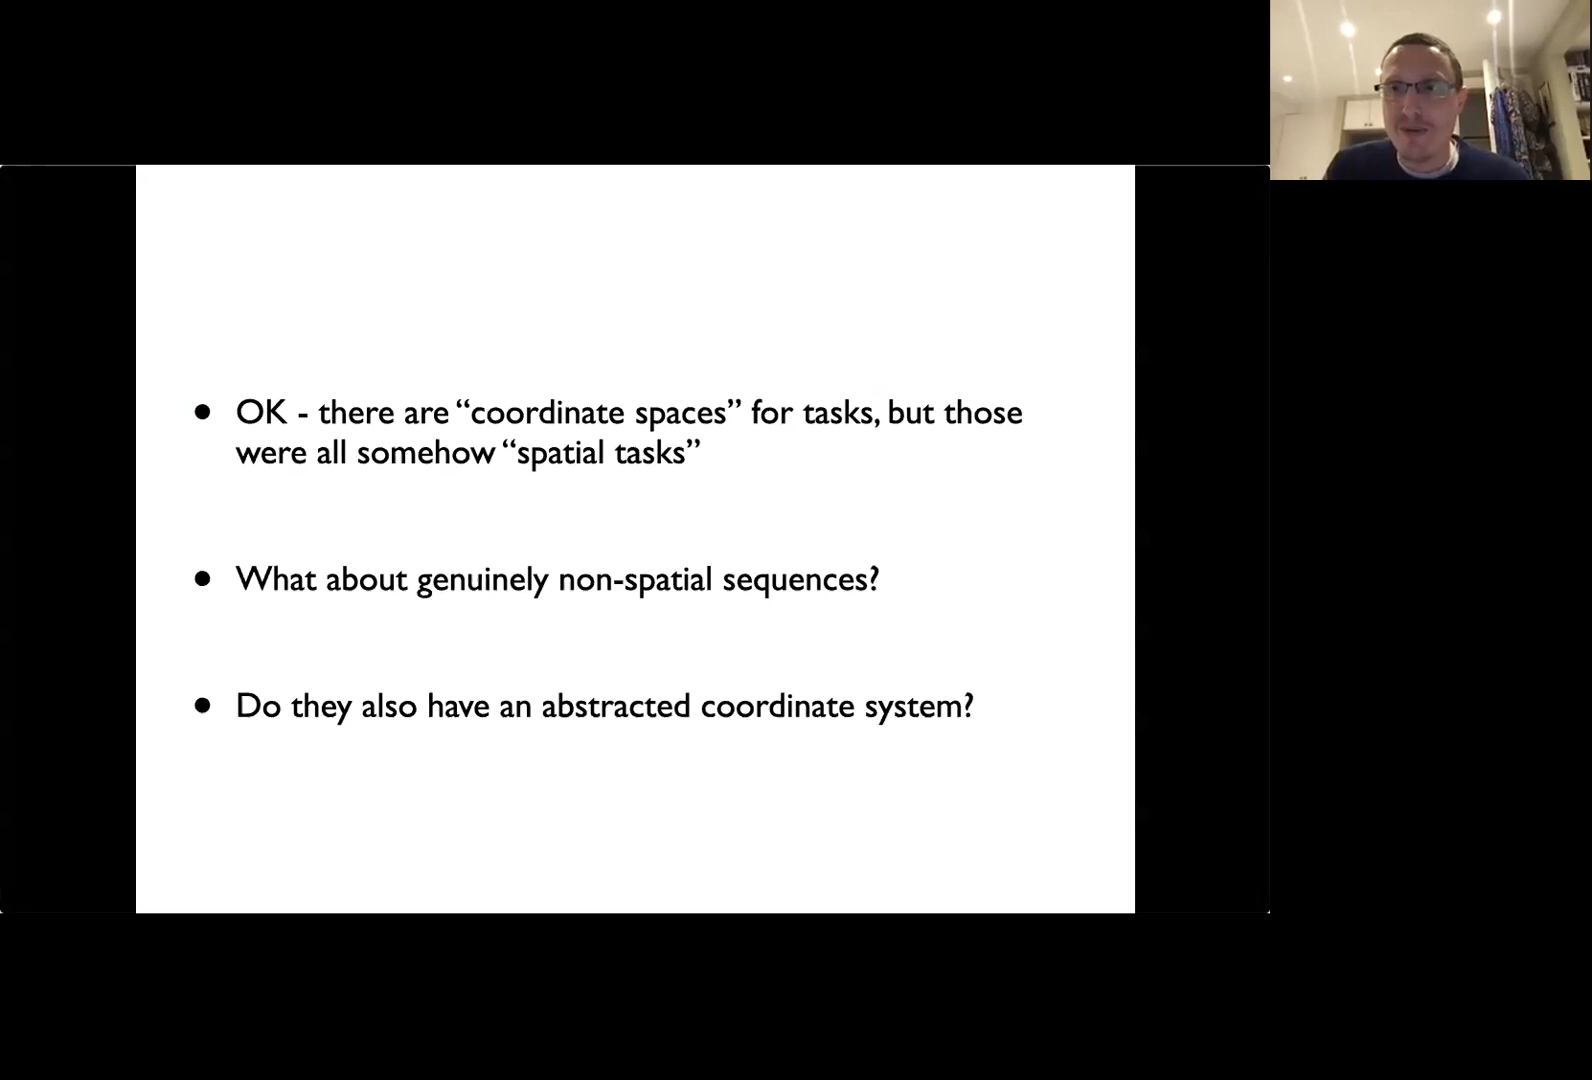 • OK - there are “coordinate spaces” for tasks, but those
were all somehow “spatial tasks”
• What about genuinely non-spatial sequences?
• Do they also have an abstracted coordinate system?